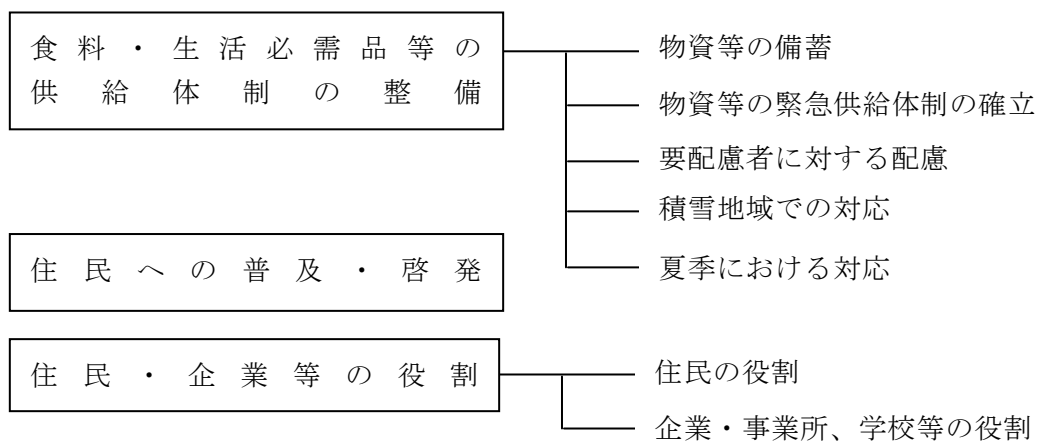 食料・生活必需品等の
供給体制の整備
物資等の備蓄
物資等の緊急供給体制の確立
要配慮者に対する配慮
積雪地域での対応
夏季における対応
住民への普及・啓発
住民・企業等の役割
住民の役割
企業・事業所、学校等の役割